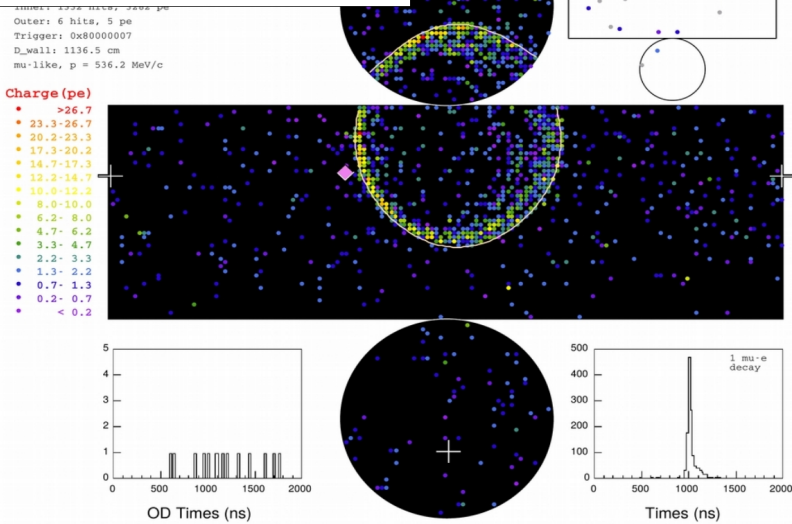 Inner: 1932 hits, 5282 pe
Outer: 6 hits, 5 pe
Trigger: 0x80000007
D_wall: 1136.5 cm
mu-like, p = 536.2 MeV/c
Charge(pe)
>26.7
23.3-26.7
20.2-23.3
17.3-20.2
14.7-17.3
12.2-14.7
10.0-12.2
8.0-10.0
6.2- 8.0
4.7- 6.2
3.3- 4.7
2.2- 3.3
1.3- 2.2
0.7- 1.3
0.2- 0.7
< 0.2
5
4
3
2
1
0
0 500 1000 1500 2000
OD Times (ns)
500
400
300
200
100
0
1 mu-e
decay
0 500 1000 1500 2000
Times (ns)